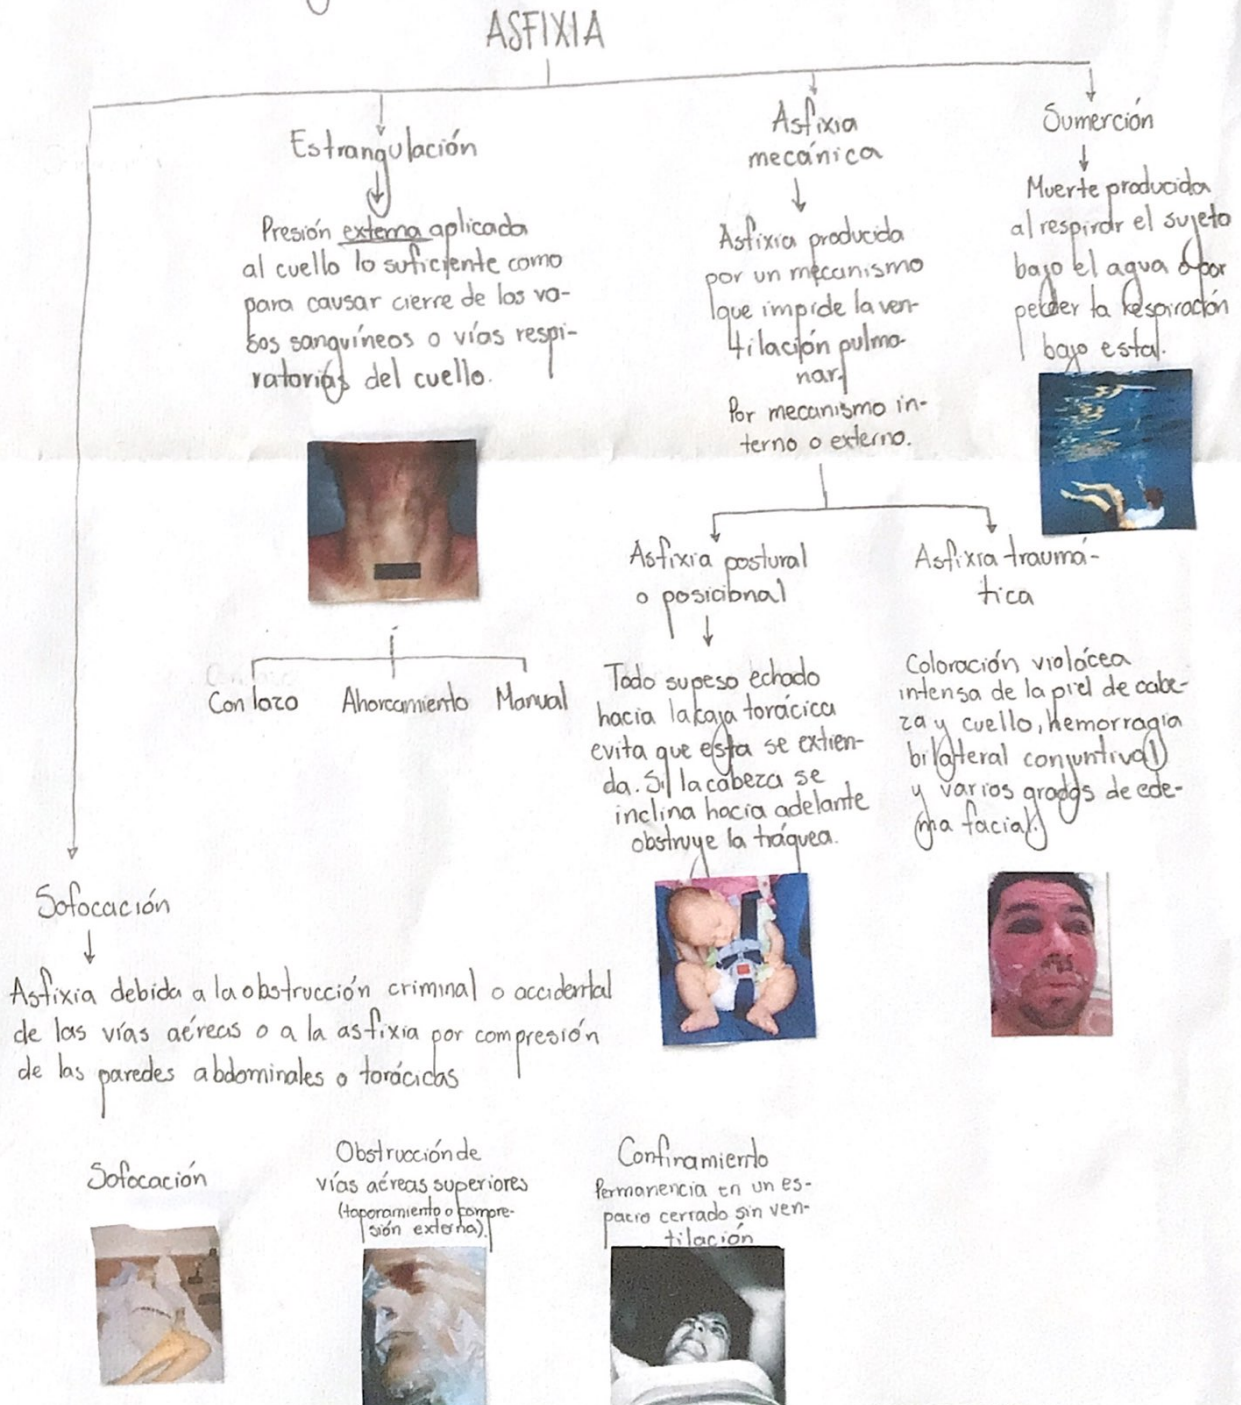 ASFIXIA
Estrangulación
Presión externa aplicada
al cuello lo suficiente como
para causar cierre de los va-
sos sanguíneos o vías respi-
ratorias del cuello.
Con lazo
Ahorcamiento
Manual
Asfixia
mecánica
Asfixia producida
por un mecanismo
que impide la ven-
tilación pulmo-
nar.
Por mecanismo in-
terno o externo.
Asfixia postural
o posicional
Todo su peso echado
hacia la kaja torácica
evita que esta se extien-
da. Si la cabeza se
inclina hacia adelante
obstruye la tráquea.
Asfixia traumá-
tica
Coloración violácea
intensa de la piel de cabe-
za y cuello, hemorragia
bilateral conjuntival
y varios grados de ede-
ma facial.
Sumerción
Muerte producida
al respirar el sujeto
bajo el agua o por
perder la respiración
bajo esta.
Sofocación
Asfixia debida a la obstrucción criminal o accidental
de las vías aéreas o a la asfixia por compresión
de las paredes abdominales o torácidas
Sofocación
Obstrucción de
vías aéreas superiores
(taporamiento o compre-
sión externa).
Confinamiento
Permanencia en un es-
pacio cerrado sin ven-
tilación